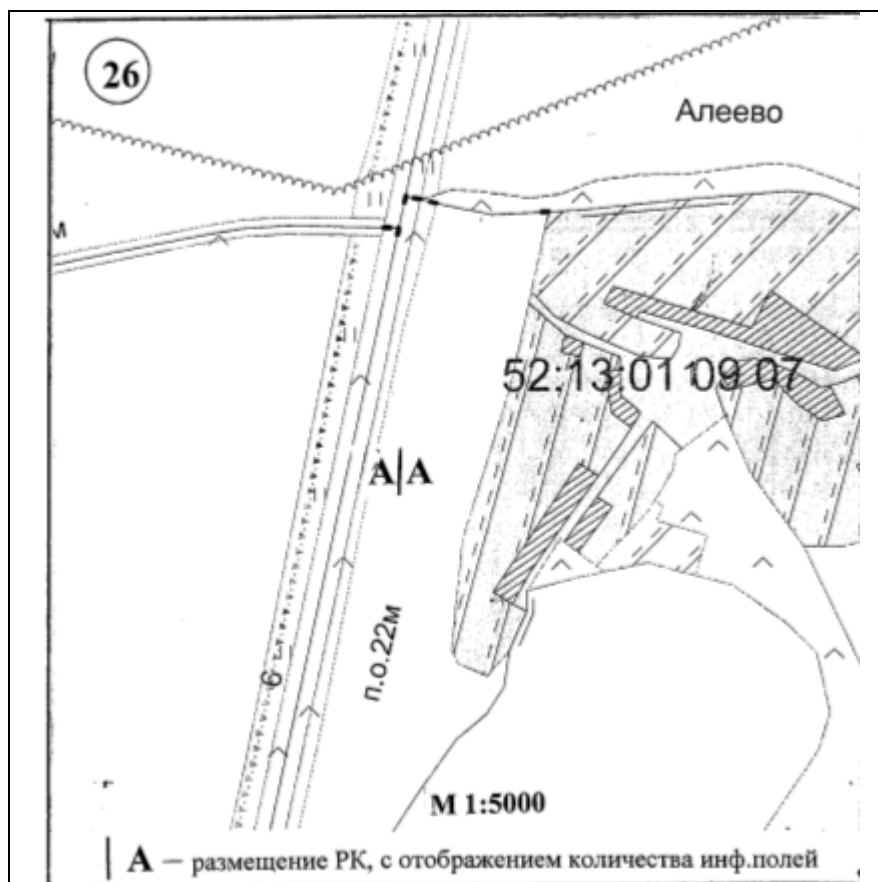 26
Алеево
м
52:13:01 09 07
А|А
6
п.о.22м
М 1:5000
А — размещение РК, с отображением количества инф.полей